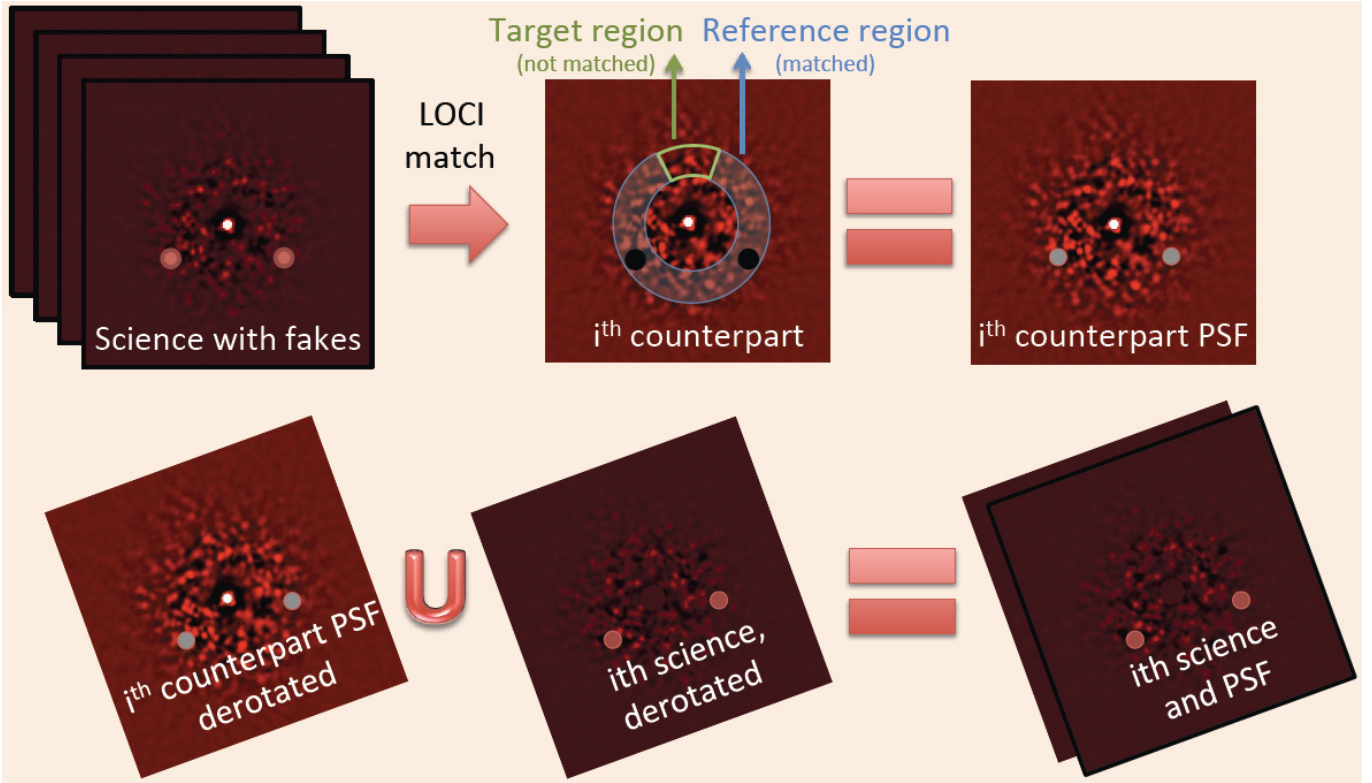 Target region
(not matched)
Reference region
(matched)
LOCI
match
Science with fakes
iᵗʰ counterpart
iᵗʰ counterpart PSF
iᵗʰ counterpart PSF
derotated
U
ith science,
derotated
ith science
and PSF